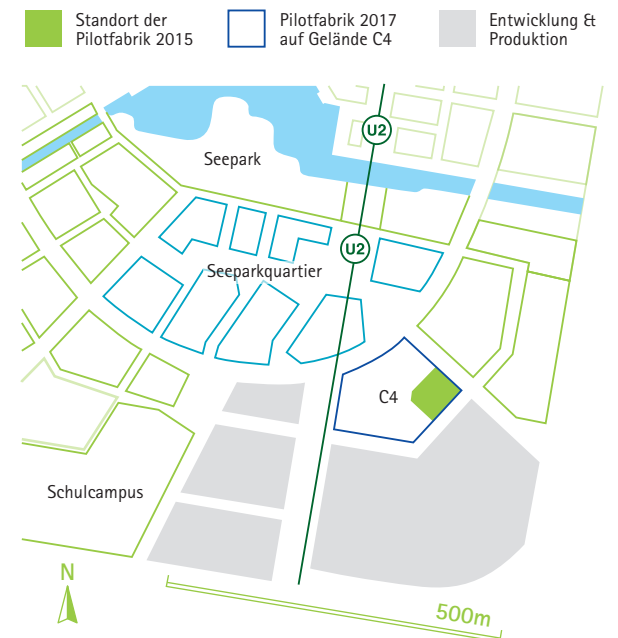 Standort der
Pilotfabrik 2015
Pilotfabrik 2017
auf Gelände C4
Entwicklung &
Produktion
U2
Seepark
U2
Seeparkquartier
C4
Schulcampus
N
500m